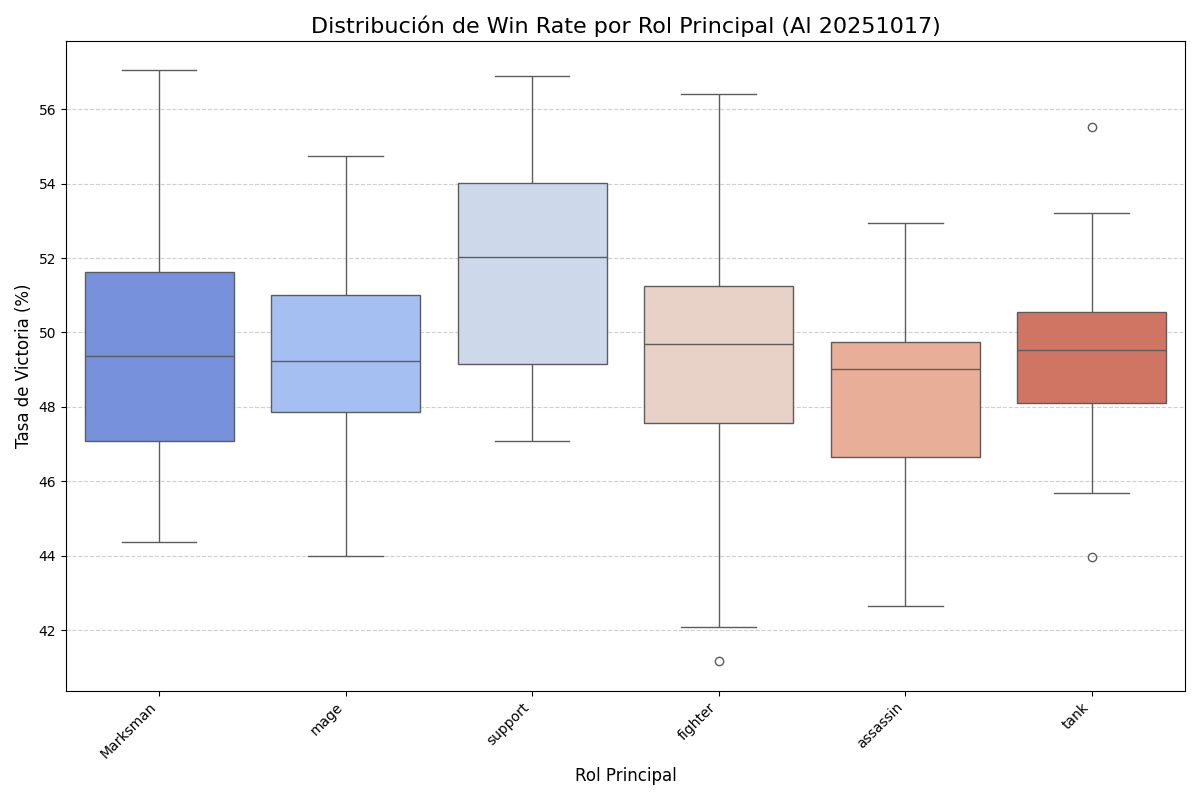 Distribución de Win Rate por Rol Principal (Al 20251017)
Tasa de Victoria (%)
56
54
52
50
48
46
44
42
Marksman
mage
support
fighter
assassin
tank
Rol Principal